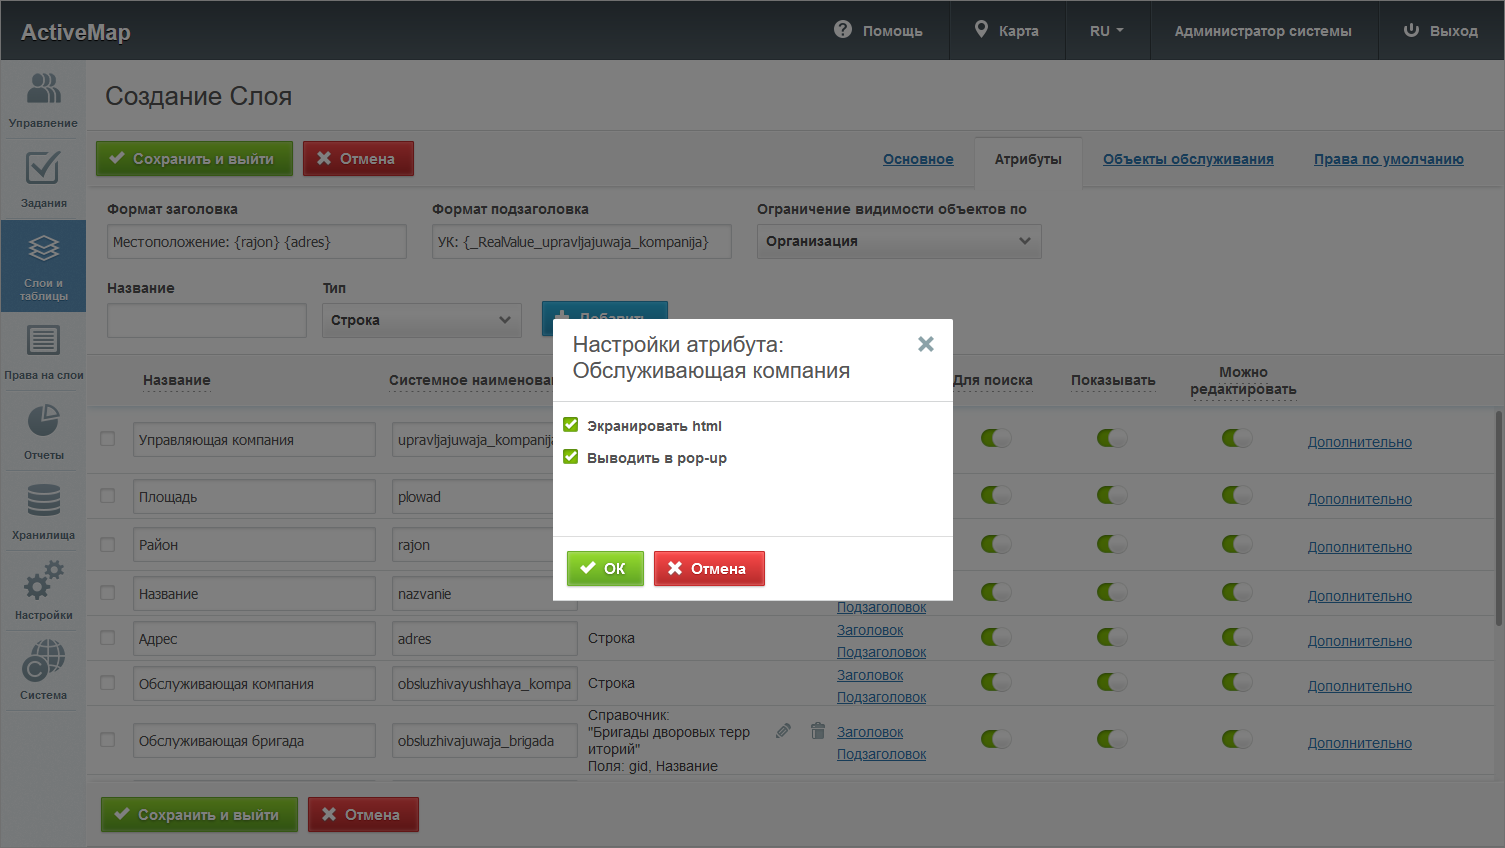 ActiveMap
Помощь
Карта
RU
Администратор системы
Выход
Управление
Задания
Слои и
таблицы
Права на слои
Отчеты
Хранилища
Настройки
Система
Создание Слоя
Сохранить и выйти
Отмена
Основное
Атрибуты
Объекты обслуживания
Права по умолчанию
Формат заголовка
Формат подзаголовка
Ограничение видимости объектов по
Местоположение: {rajon} {adres}
УК: {_RealValue_upravljajuwaja_kompanija}
Организация
Название
Тип
Строка
Добавить
Название
Системное наименован
Для поиска
Показывать
Можно
редактировать
Настройки атрибута:
Обслуживающая компания
Экранировать html
Выводить в pop-up
ОК
Отмена
Управляющая компания
upravljajuwaja_kompanija
Дополнительно
Площадь
plowad
Дополнительно
Район
rajon
Дополнительно
Название
nazvanie
Подзаголовок
Дополнительно
Адрес
adres
Строка
Заголовок
Подзаголовок
Дополнительно
Обслуживающая компания
obsluzhivayushhaya_kompa
Строка
Заголовок
Подзаголовок
Дополнительно
Обслуживающая бригада
obsluzhivajuwaja_brigada
Справочник:
"Бригады дворовых терр
иторий"
Поля: gid, Название
Заголовок
Подзаголовок
Дополнительно
Сохранить и выйти
Отмена